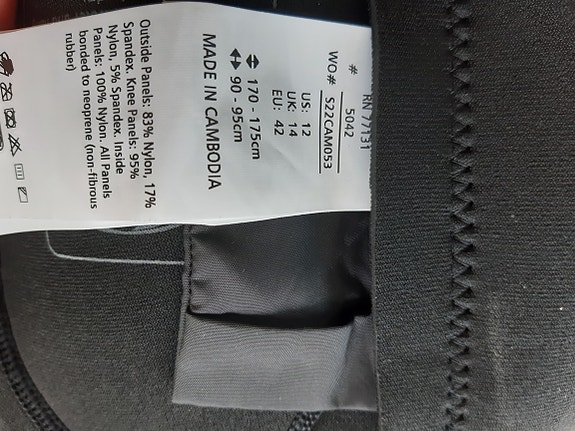 RN 77131
# 5042
WO# S22CAM053
US: 12
UK: 14
EU: 42
170 - 175cm
90 - 95cm
MADE IN CAMBODIA
Outside Panels: 83% Nylon, 17%
Spandex. Knee Panels: 95%
Nylon, 5% Spandex. Inside
Panels: 100% Nylon. All Panels
bonded to neoprene (non-fibrous
rubber)